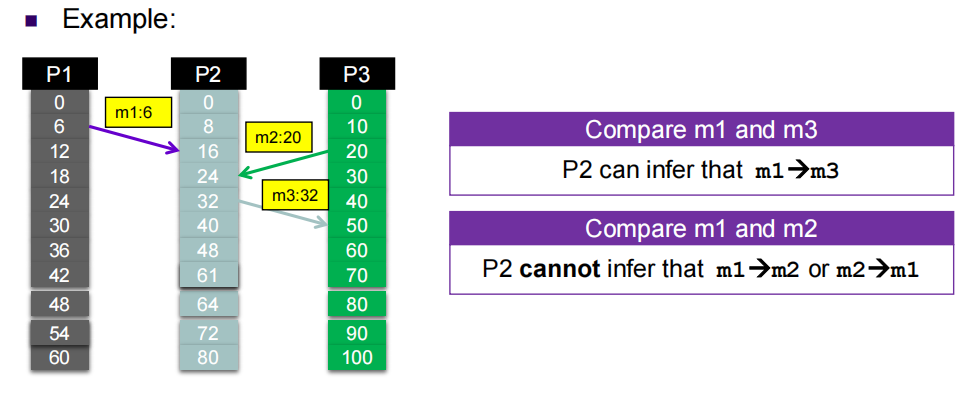 Example:
P1 P2 P3
0 0 0
m1:6
6 8 10
m2:20
12 16 20
18 24 30
m3:32
24 32 40
30 40 50
36 48 60
42 61 70
48 64 80
54 72 90
60 80 100
Compare m1 and m3
P2 can infer that m1→m3
Compare m1 and m2
P2 cannot infer that m1→m2 or m2→m1